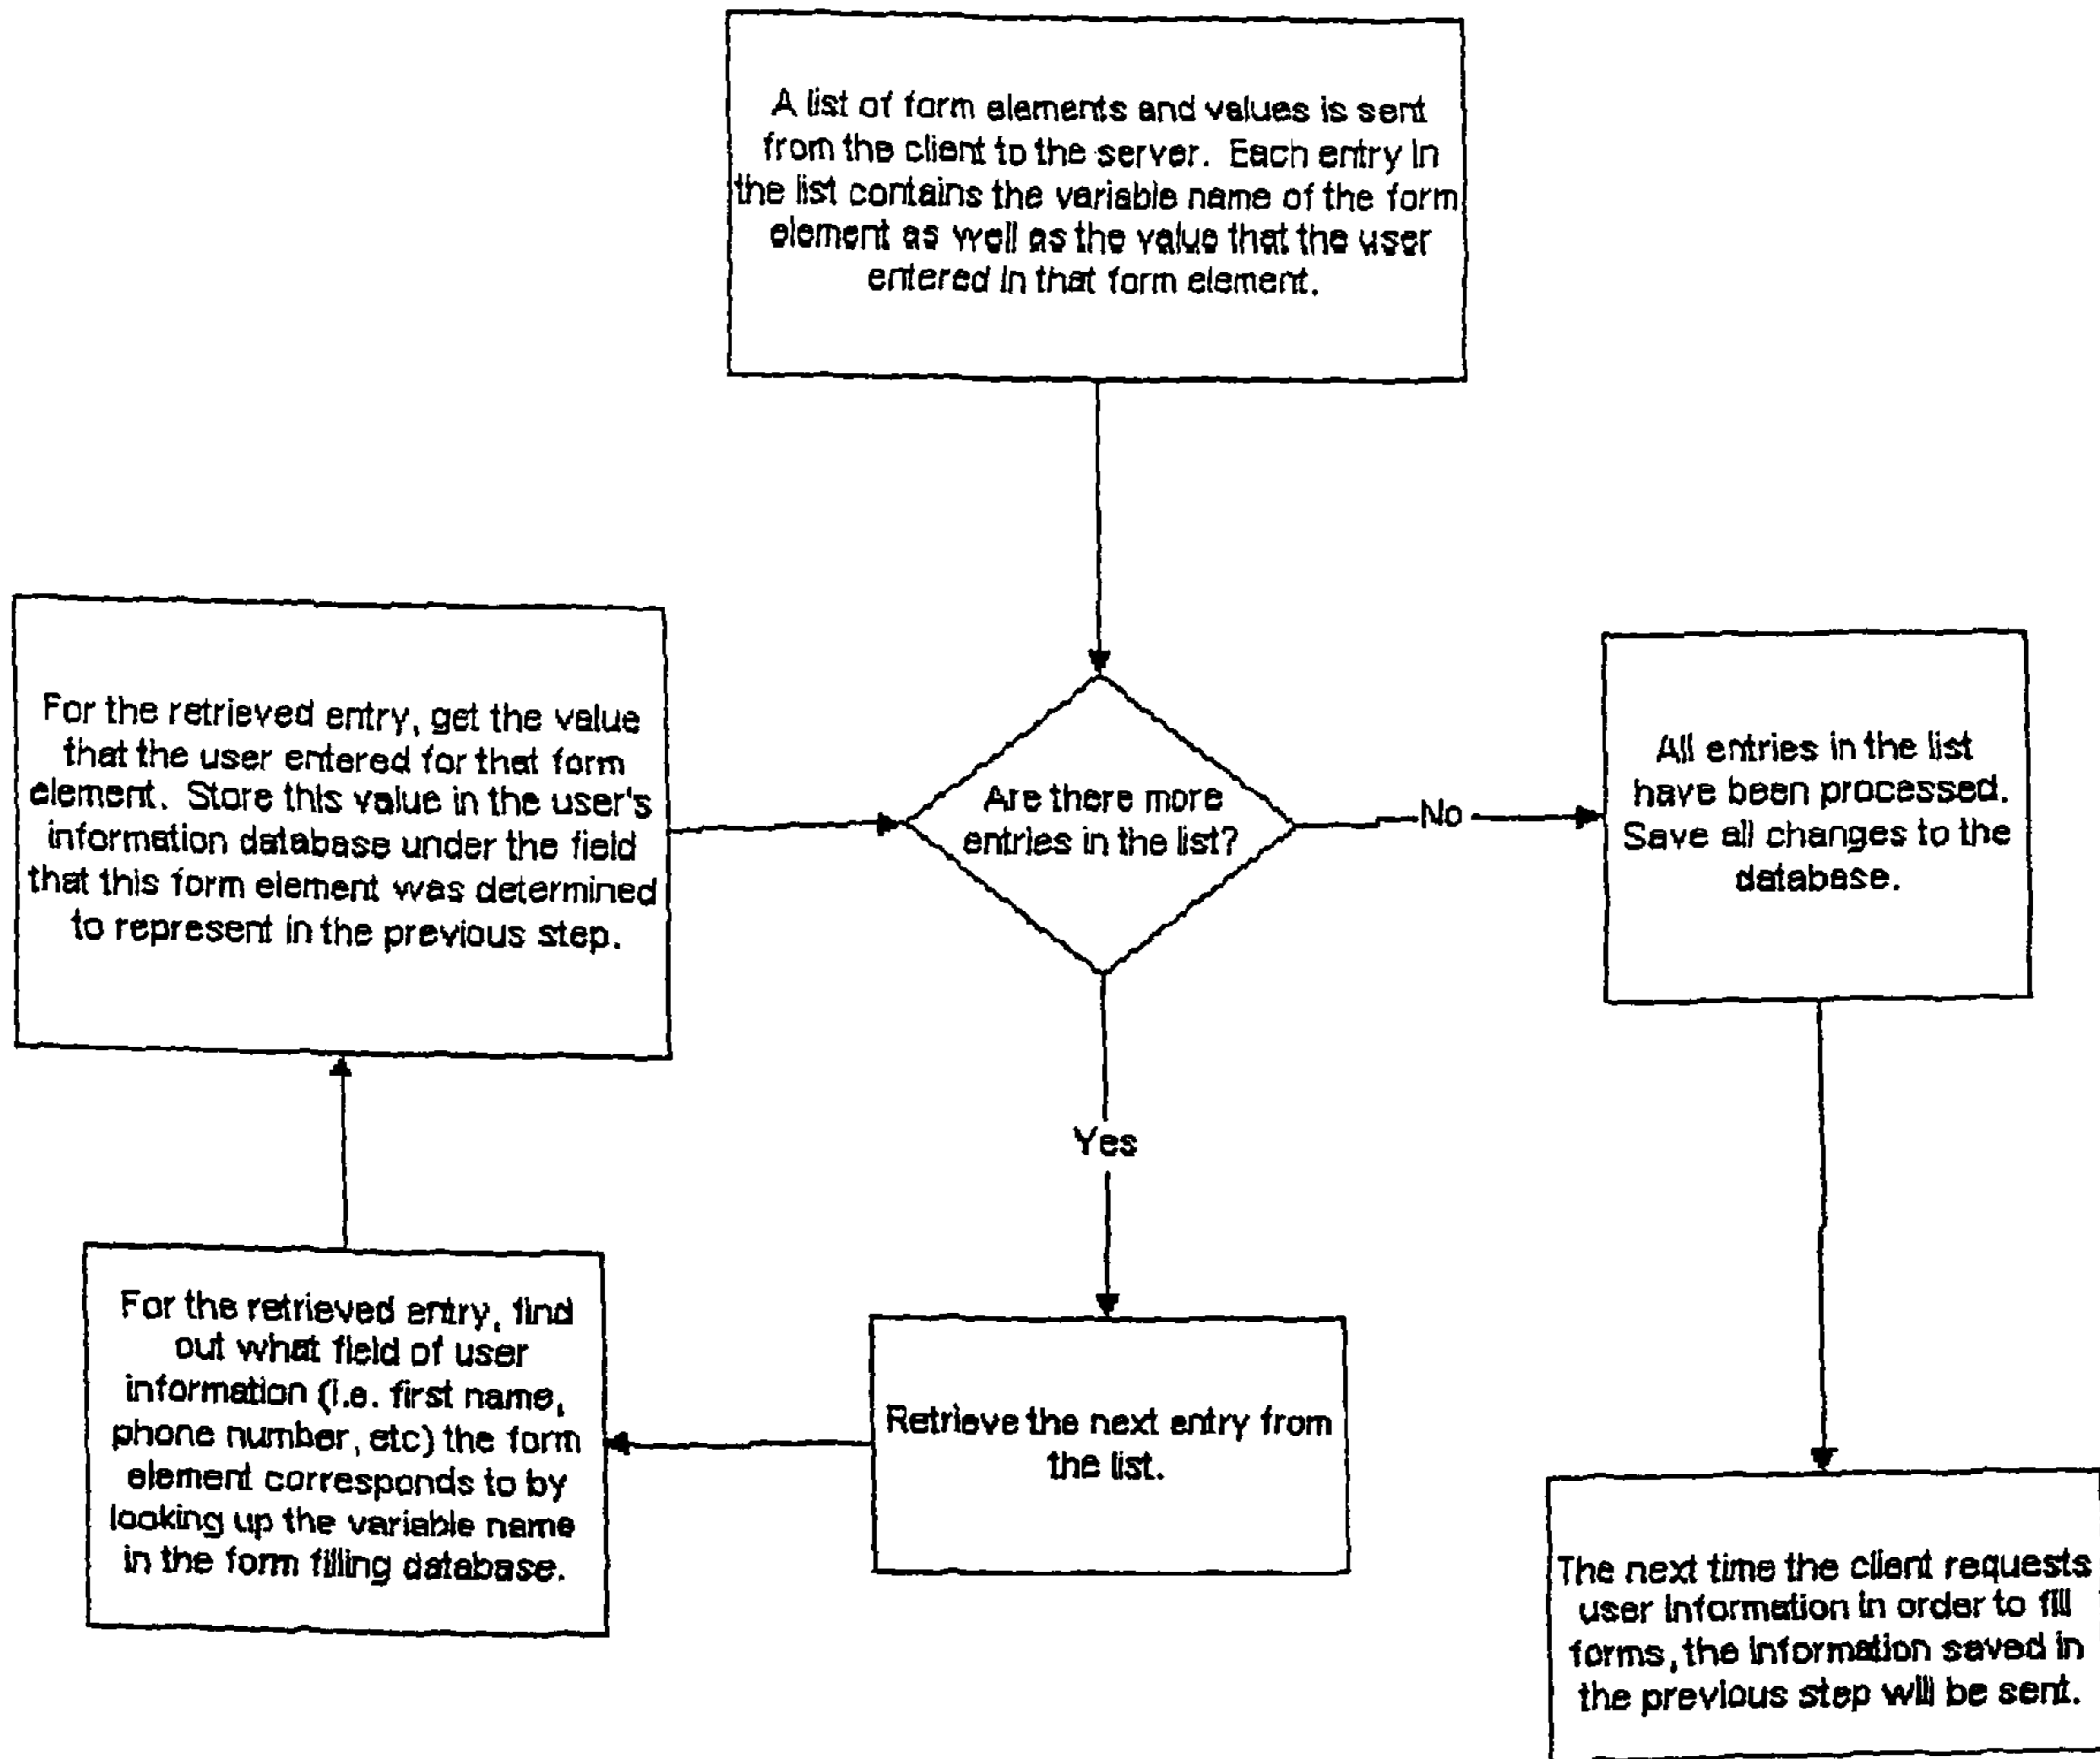 A list of form elements and values is sent
from the client to the server. Each entry in
the list contains the variable name of the form
element as well as the value that the user
entered in that form element.
For the retrieved entry, get the value
that the user entered for that form
element. Store this value in the user's
information database under the field
that this form element was determined
to represent in the previous step.
Are there more
entries in the list?
No
All entries in the list
have been processed.
Save all changes to the
database.
Yes
For the retrieved entry, find
out what field of user
information (i.e. first name,
phone number, etc) the form
element corresponds to by
looking up the variable name
in the form filling database.
Retrieve the next entry from
the list.
The next time the client requests
user information in order to fill
forms, the information saved in
the previous step will be sent.